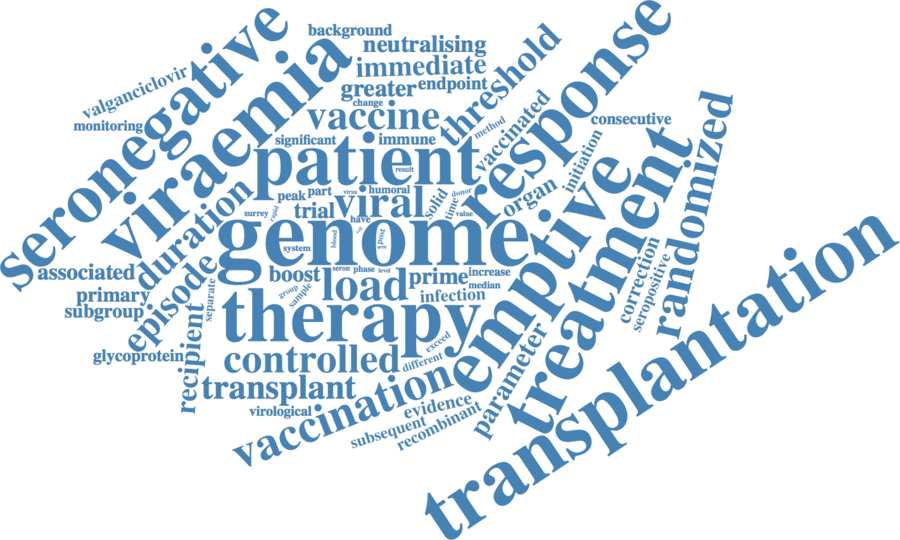 background
neutralising
immediate
greater
endpoint
change
vaccine
significant
immune
threshold
method
response
consecutive
seronegative
viraemia
valganciclovir
monitoring
patient
result
vaccinated
initiation
organ
randomized
duration
peak
part
virus
humoral
solid
donor
time
value
surrey
rapid
trial
viral
have
genome
system
blood
post
arm
emptive
treatment
associated
primary
subgroup
episode
separate
boost
seron
phase
level
load
prime
increase
median
infection
group
sample
correction
seropositive
glycoprotein
recipient
therapy
exceed
different
controlled
transplant
virological
vaccination
evidence
subsequent
recombinant
parameter
transplantation